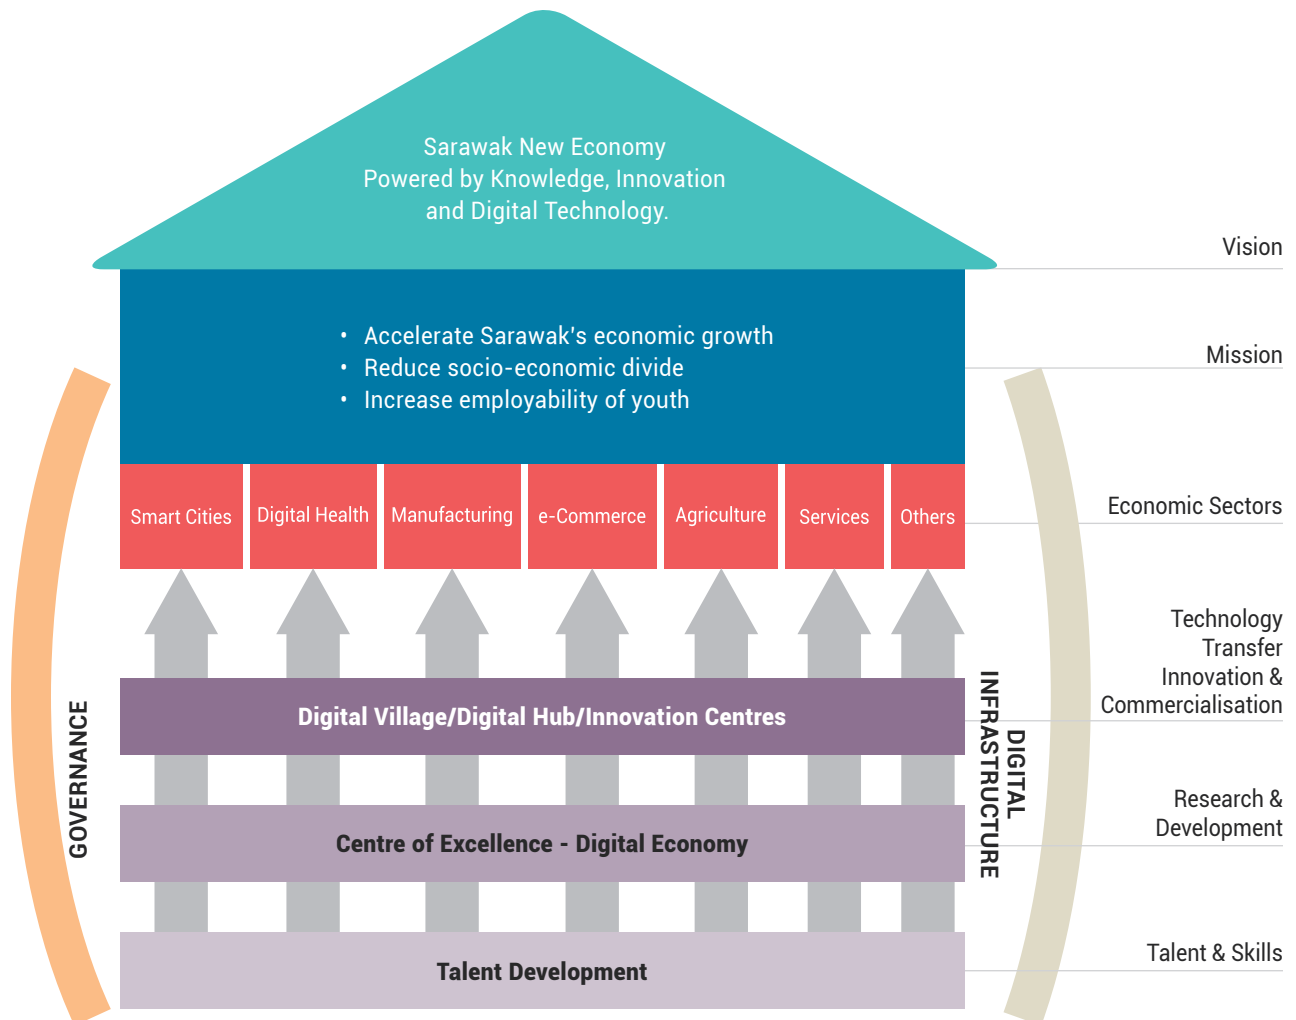 Sarawak New Economy
Powered by Knowledge, Innovation
and Digital Technology.
Vision
• Accelerate Sarawak's economic growth
• Reduce socio-economic divide
• Increase employability of youth
Mission
Smart Cities
Digital Health
Manufacturing
e-Commerce
Agriculture
Services
Others
Economic Sectors
Technology
Transfer
Innovation &
Commercialisation
Digital Village/Digital Hub/Innovation Centres
GOVERNANCE
DIGITAL
INFRASTRUCTURE
Research &
Development
Centre of Excellence - Digital Economy
Talent & Skills
Talent Development